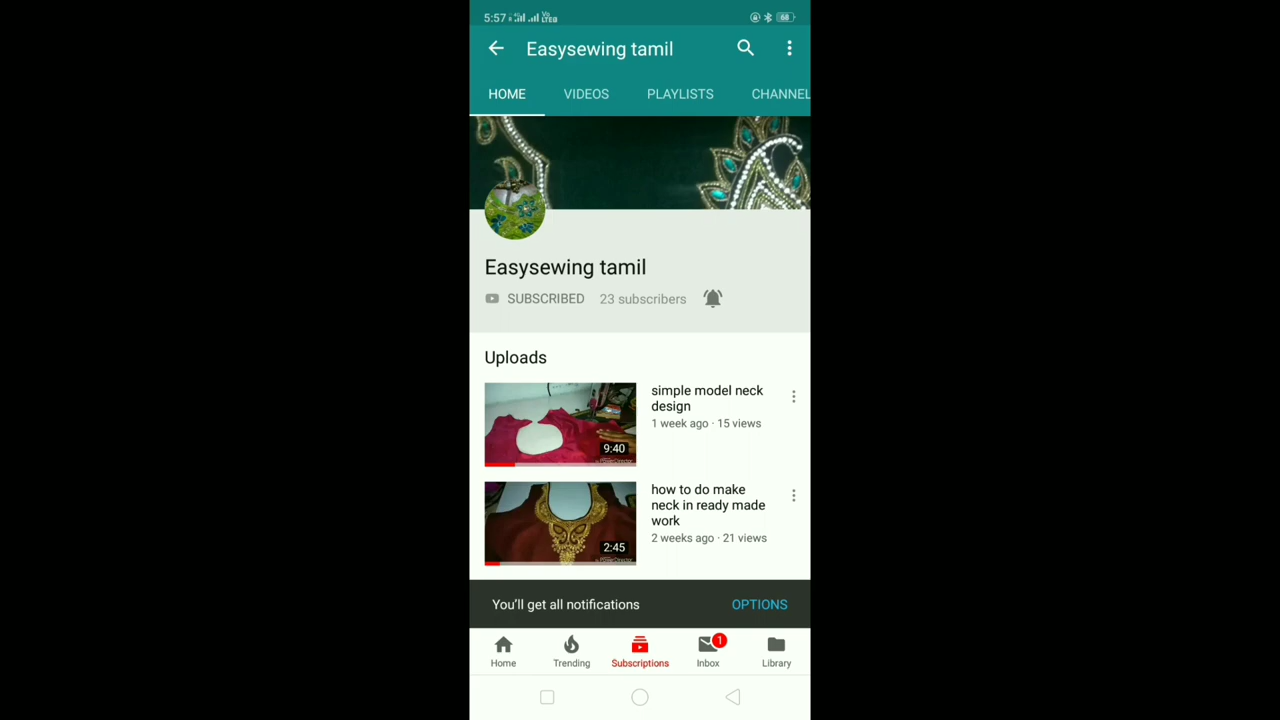 5:57
Easysewing tamil
HOME VIDEOS PLAYLISTS CHANNEL
Easysewing tamil
SUBSCRIBED 23 subscribers
Uploads
simple model neck
design
1 week ago · 15 views
9:40
how to do make
neck in ready made
work
2 weeks ago · 21 views
2:45
You'll get all notifications OPTIONS
1
Home Trending Subscriptions Inbox Library